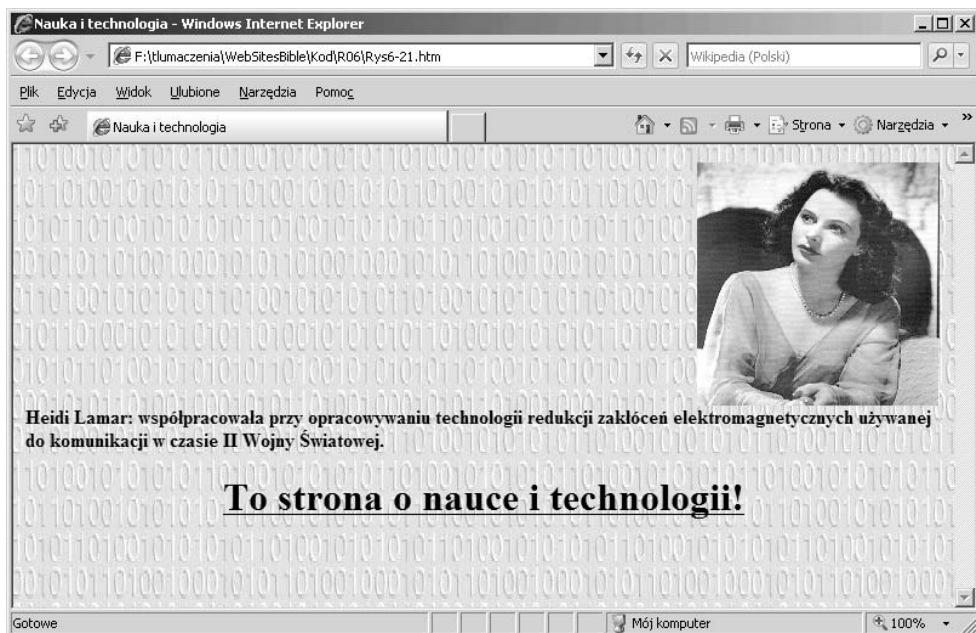 Nauka i technologia - Windows Internet Explorer
F:\tlumaczenia\WebSitesBible\Kod\R06\Rys6-21.htm Wikipedia (Polski)
Plik Edycja Widok Ulubione Narzędzia Pomoc
Nauka i technologia Strona Narzędzia »
Heidi Lamar: współpracowała przy opracowywaniu technologii redukcji zakłóceń elektromagnetycznych używanej
do komunikacji w czasie II Wojny Światowej.
To strona o nauce i technologii!
Gotowe Mój komputer 100%